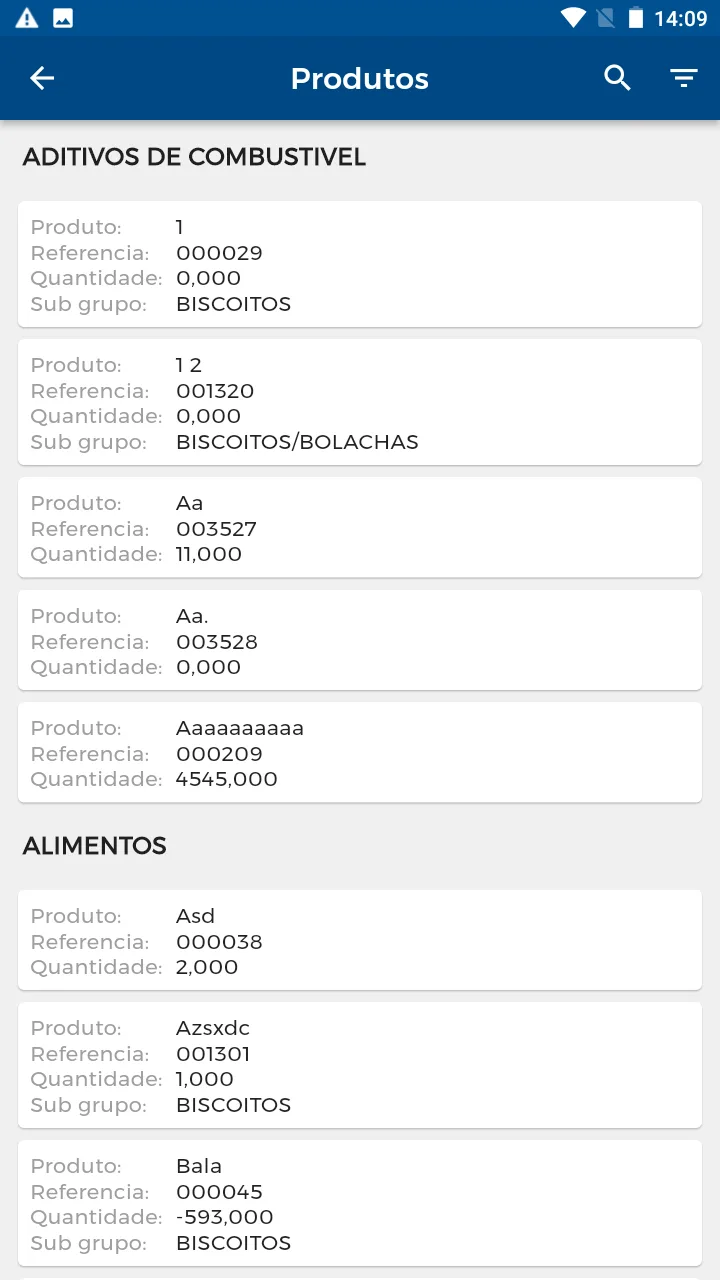 14:09
Produtos
ADITIVOS DE COMBUSTIVEL
Produto: 1
Referencia: 000029
Quantidade: 0,000
Sub grupo: BISCOITOS
Produto: 1 2
Referencia: 001320
Quantidade: 0,000
Sub grupo: BISCOITOS/BOLACHAS
Produto: Aa
Referencia: 003527
Quantidade: 11,000
Produto: Aa.
Referencia: 003528
Quantidade: 0,000
Produto: Aaaaaaaaaa
Referencia: 000209
Quantidade: 4545,000
ALIMENTOS
Produto: Asd
Referencia: 000038
Quantidade: 2,000
Produto: Azsxdc
Referencia: 001301
Quantidade: 1,000
Sub grupo: BISCOITOS
Produto: Bala
Referencia: 000045
Quantidade: -593,000
Sub grupo: BISCOITOS